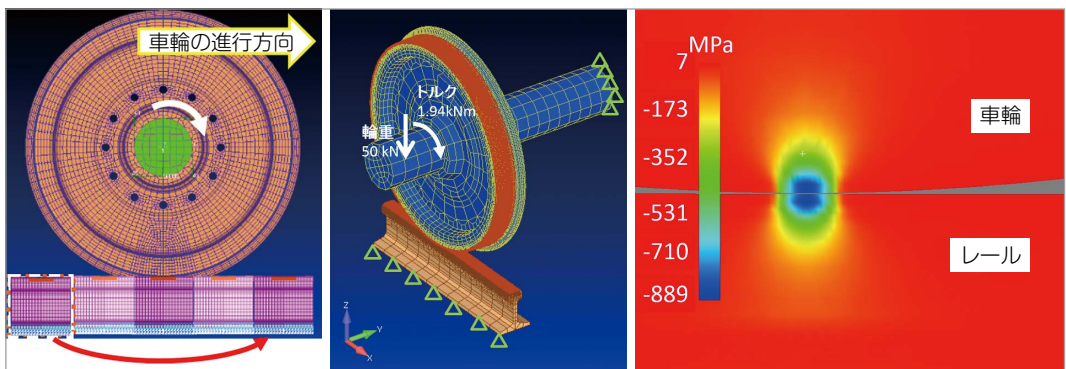 車輪の進行方向
トルク
1.94kNm
輪重
50 kN
Z
Y
X
MPa
7
-173
-352
-531
-710
-889
車輪
レール